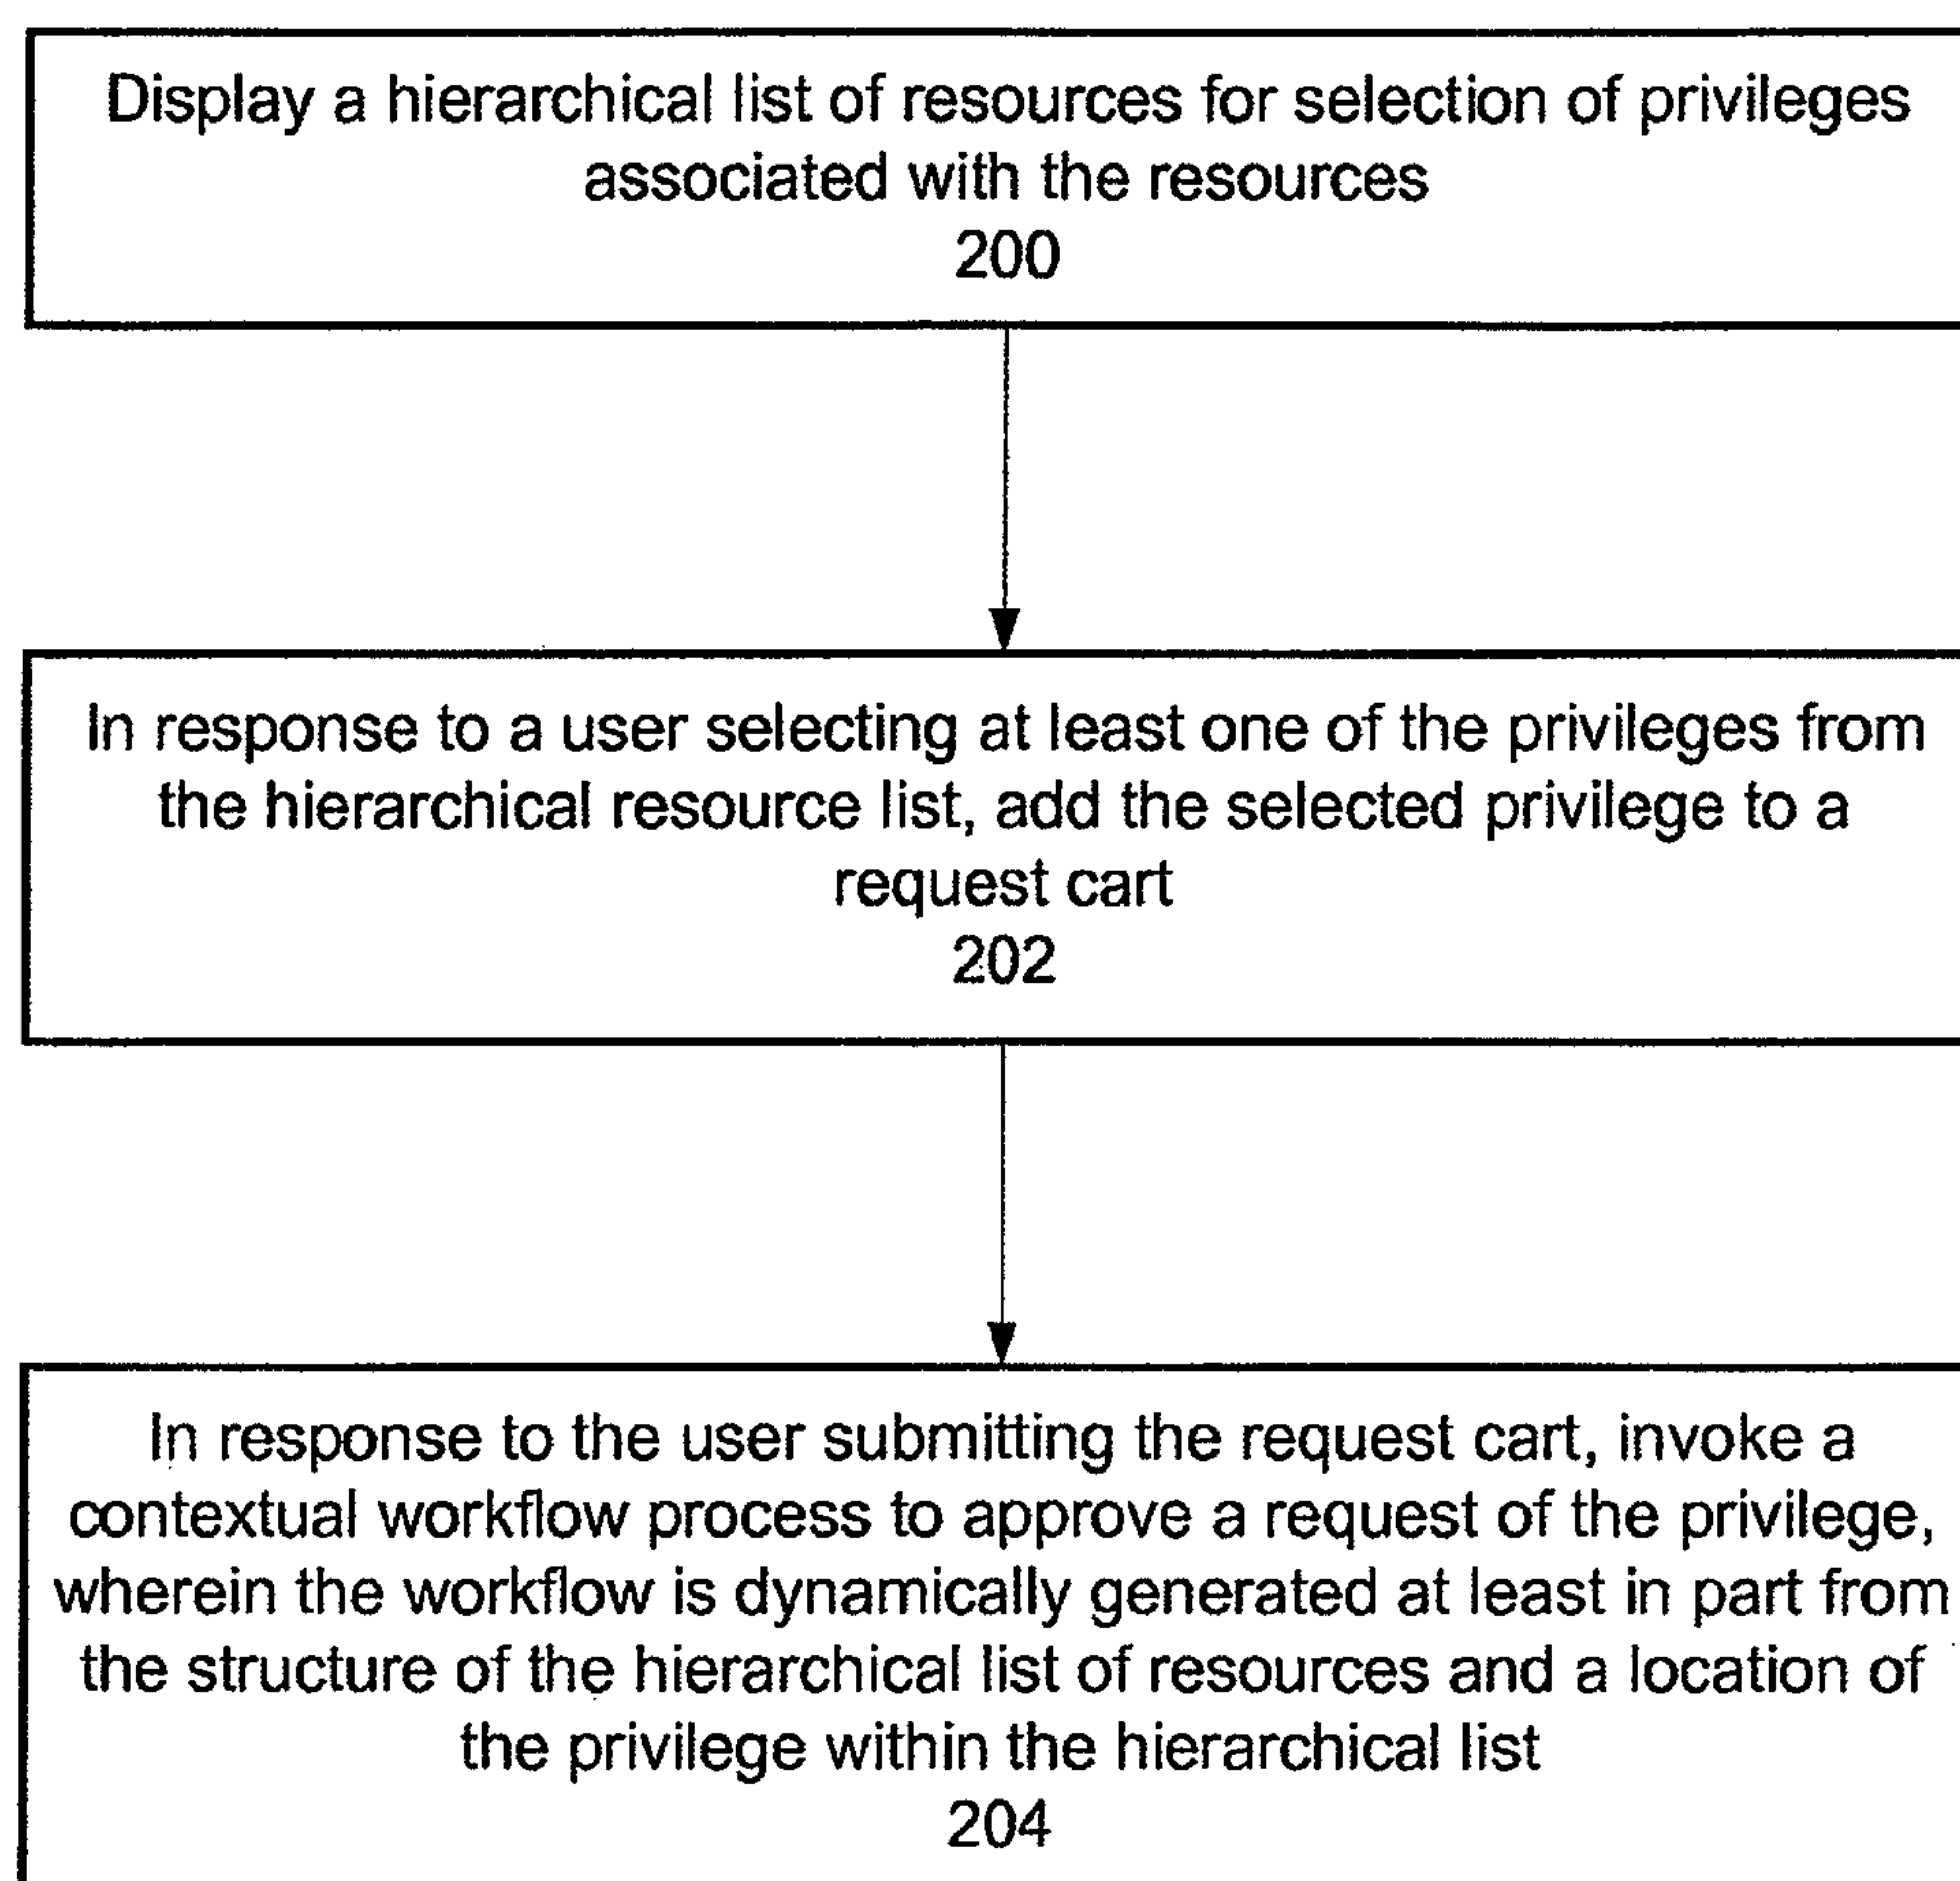 Display a hierarchical list of resources for selection of privileges
associated with the resources
200
In response to a user selecting at least one of the privileges from
the hierarchical resource list, add the selected privilege to a
request cart
202
In response to the user submitting the request cart, invoke a
contextual workflow process to approve a request of the privilege,
wherein the workflow is dynamically generated at least in part from
the structure of the hierarchical list of resources and a location of
the privilege within the hierarchical list
204